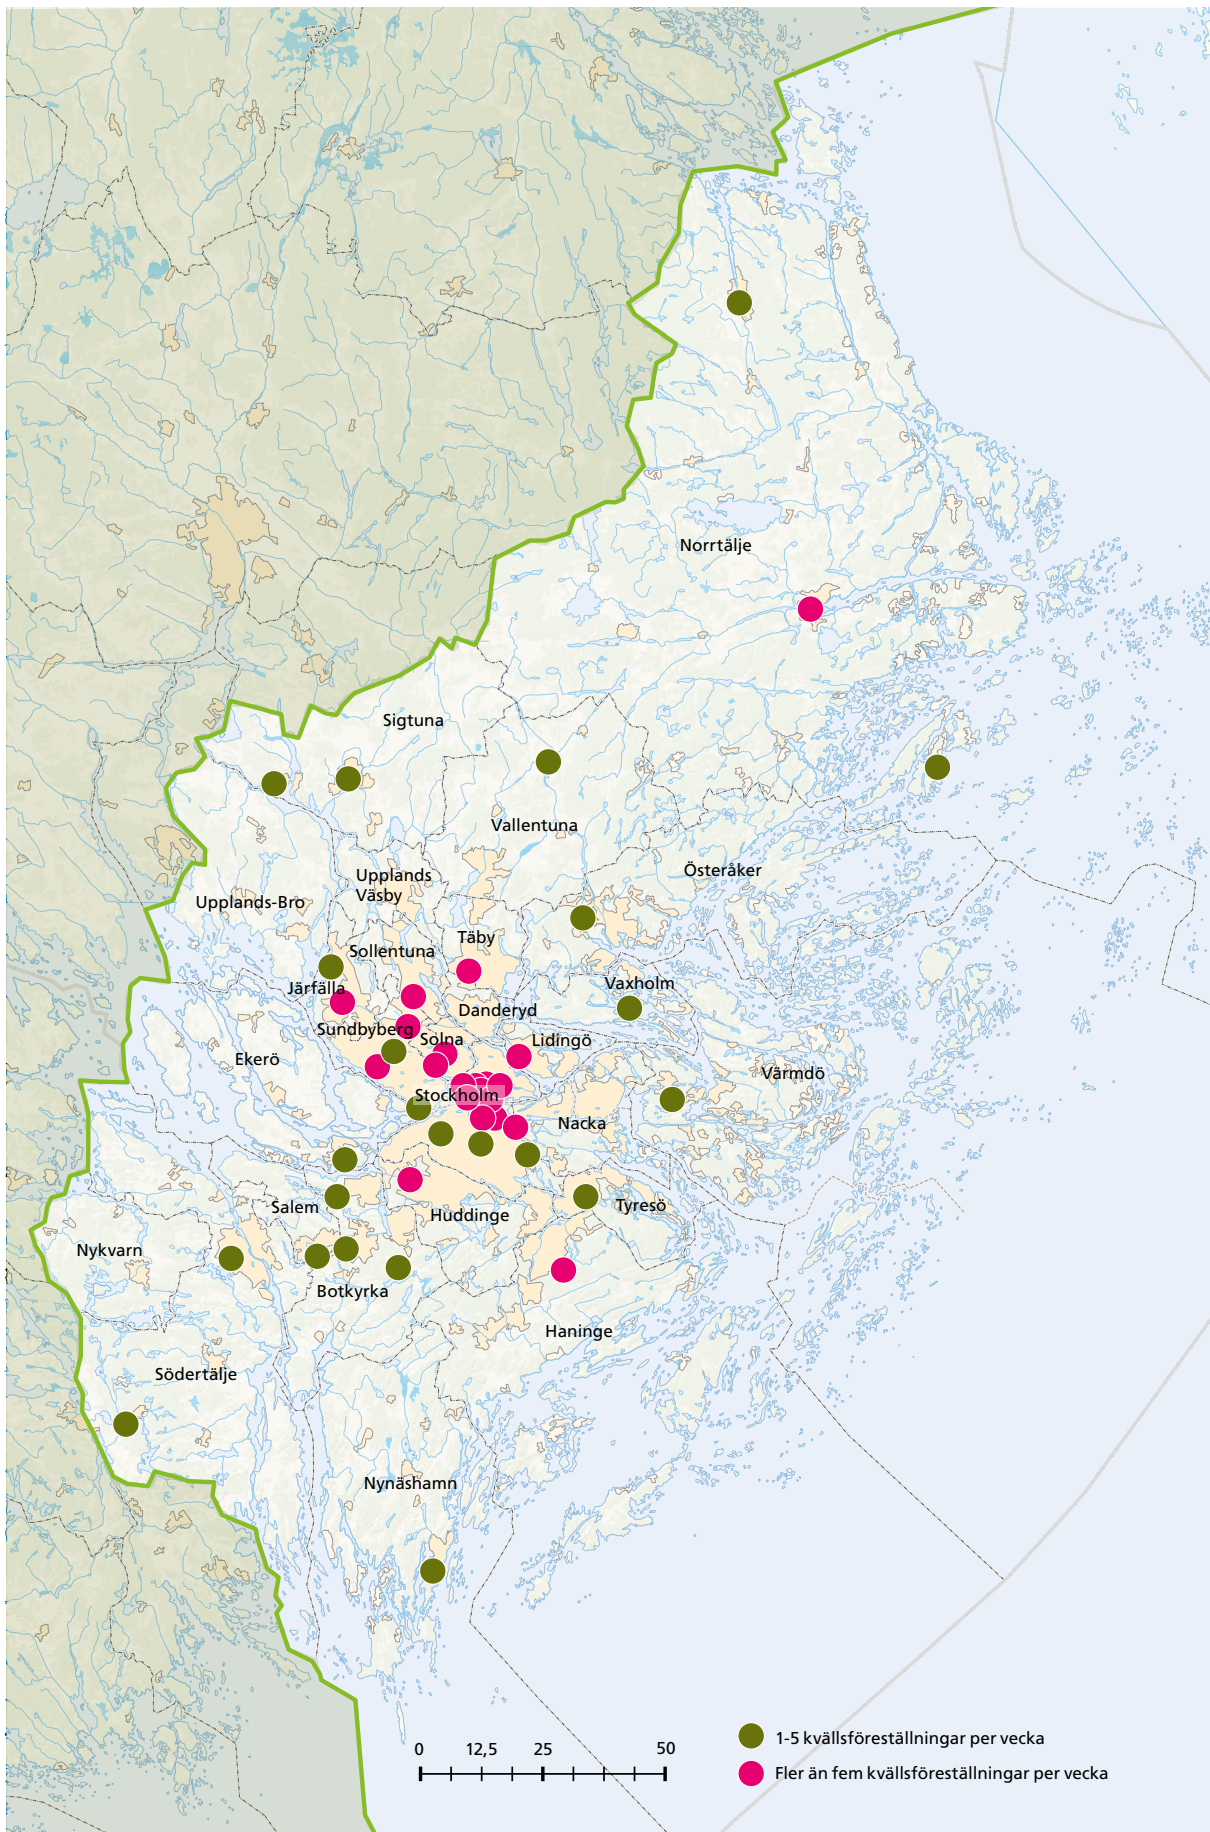 Norrtälje
Sigtuna
Vallentuna
Österåker
Upplands
Väsby
Upplands-Bro
Täby
Sollentuna
Järfälla
Vaxholm
Danderyd
Sundbyberg
Solna
Lidingö
Ekerö
Värmdö
Stockholm
Nacka
Salem
Tyresö
Huddinge
Nykvarn
Botkyrka
Haninge
Södertälje
Nynäshamn
1-5 kvällsföreställningar per vecka
0 12,5 25 50
Fler än fem kvällsföreställningar per vecka